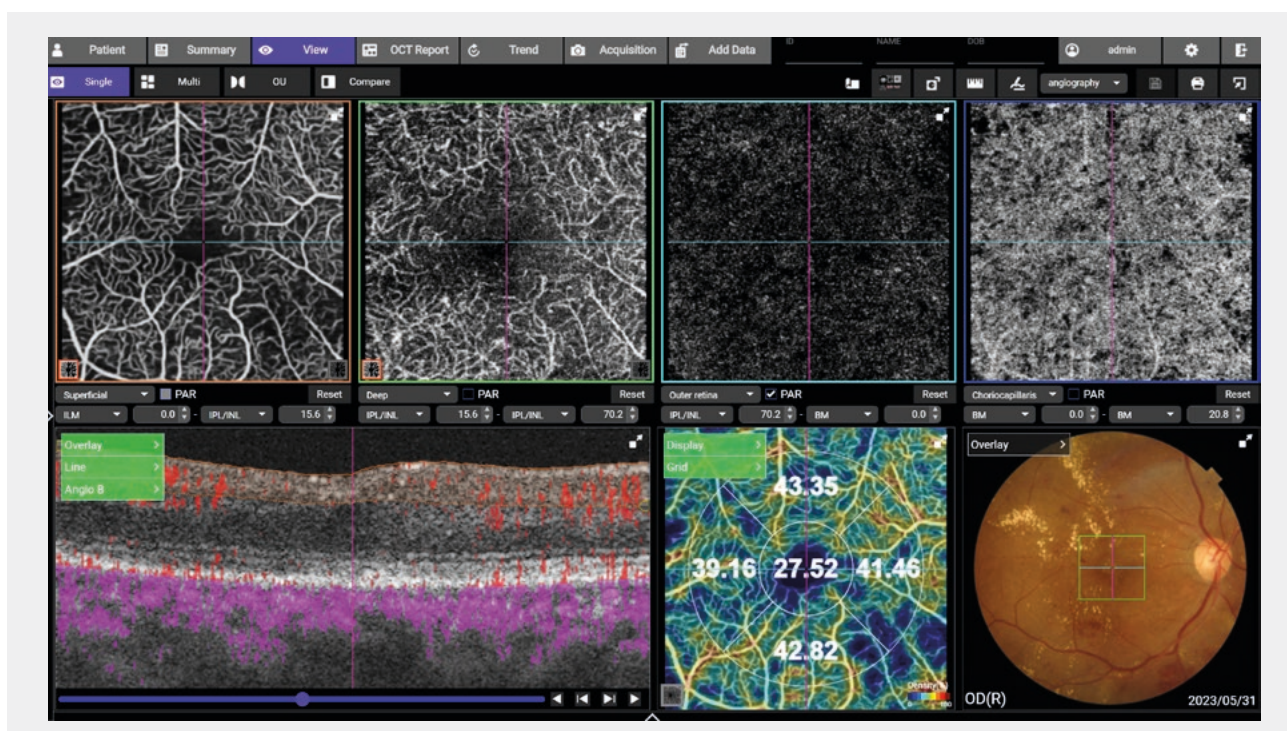 Patient Summary View OCT Report Trend Acquisition Add Data ID NAME DOB admin
Single Multi OU Compare angiography
Superficial PAR Reset Deep PAR Reset Outer retina PAR Reset Choriocapillaris PAR Reset
ILM 0.0 - IPL/INL 15.6 IPL/INL 15.6 - IPL/INL 70.2 IPL/INL 70.2 - BM 0.0 BM 0.0 - BM 20.8
Overlay
Line
Angio B
Display
Grid
43.35
39.16 27.52 41.46
42.82
Density(%)
0 100
Overlay
OD(R) 2023/05/31